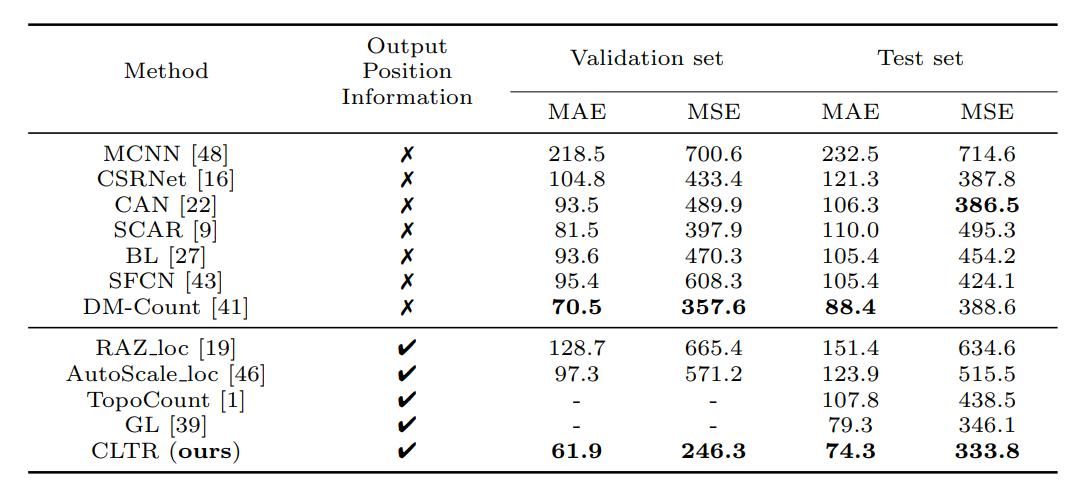 Method Output Position Information Validation set Test set
MAE MSE MAE MSE
MCNN [48] ✗ 218.5 700.6 232.5 714.6
CSRNet [16] ✗ 104.8 433.4 121.3 387.8
CAN [22] ✗ 93.5 489.9 106.3 386.5
SCAR [9] ✗ 81.5 397.9 110.0 495.3
BL [27] ✗ 93.6 470.3 105.4 454.2
SFCN [43] ✗ 95.4 608.3 105.4 424.1
DM-Count [41] ✗ 70.5 357.6 88.4 388.6
RAZ_loc [19] ✔ 128.7 665.4 151.4 634.6
AutoScale_loc [46] ✔ 97.3 571.2 123.9 515.5
TopoCount [1] ✔ - - 107.8 438.5
GL [39] ✔ - - 79.3 346.1
CLTR (ours) ✔ 61.9 246.3 74.3 333.8